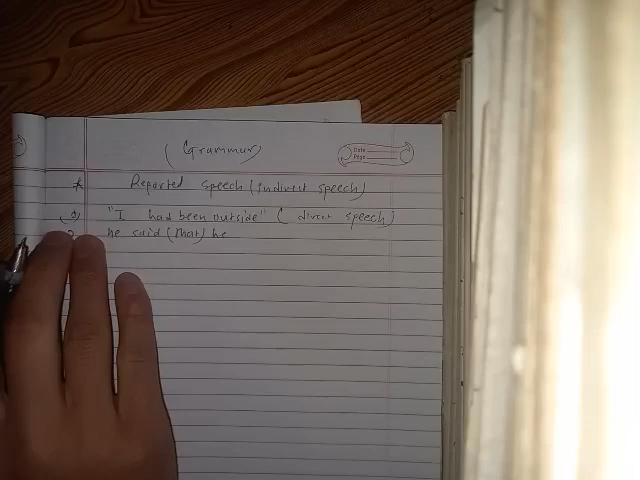 (Grammar)
Date
Page
* Reported speech (indirect speech)
"I had been outside" ( direct speech)
he said (that) he